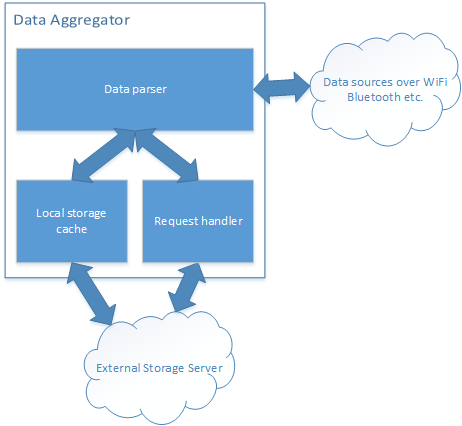 Data Aggregator
Data parser
Data sources over WiFi
Bluetooth etc.
Local storage
cache
Request handler
External Storage Server